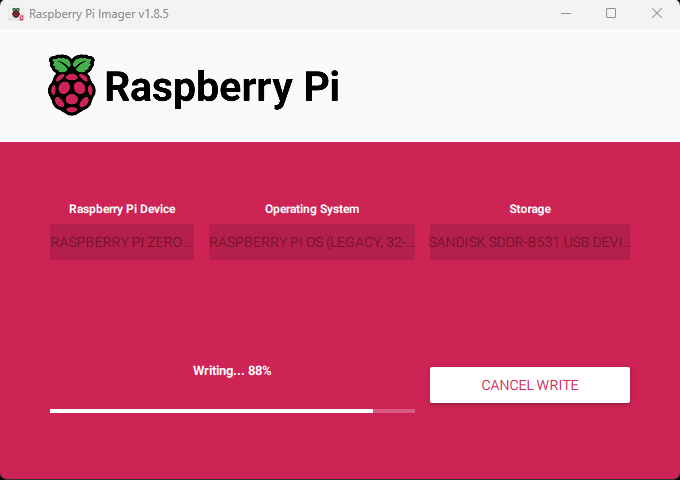 Raspberry Pi Imager v1.8.5
Raspberry Pi
Raspberry Pi Device
Operating System
Storage
RASPBERRY PI ZERO ...
RASPBERRY PI OS (LEGACY, 32-...
SANDISK SDDR-B531 USB DEVI...
Writing... 88%
CANCEL WRITE